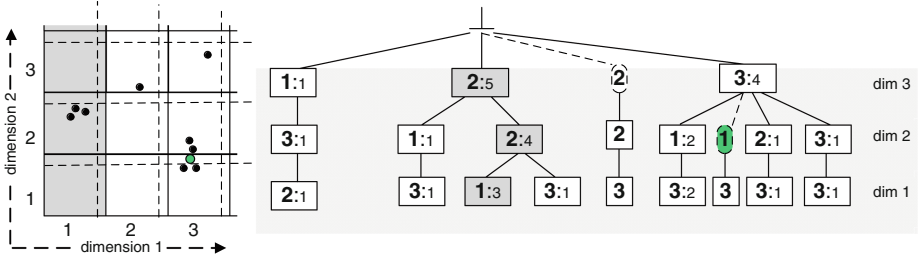 3
2
1
dimension 2
1 2 3
dimension 1
1:1 2:5 2 3:4 dim 3
3:1 1:1 2:4 2 1:2 1 2:1 3:1 dim 2
2:1 3:1 1:3 3:1 3 3:2 3 3:1 3:1 dim 1